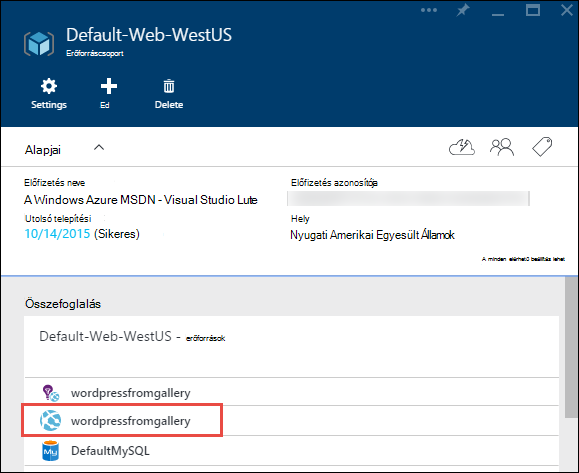 Default-Web-WestUS
Erőforráscsoport
Settings
Ed
Delete
Alapjai
Előfizetés neve
Előfizetés azonosítója
A Windows Azure MSDN - Visual Studio Lute
Utolsó telepítési
Hely
10/14/2015 (Sikeres)
Nyugati Amerikai Egyesült Államok
A minden elérhető beállítás lehet
Összefoglalás
Default-Web-WestUS - erőforrások
wordpressfromgallery
wordpressfromgallery
My
DefaultMySQL